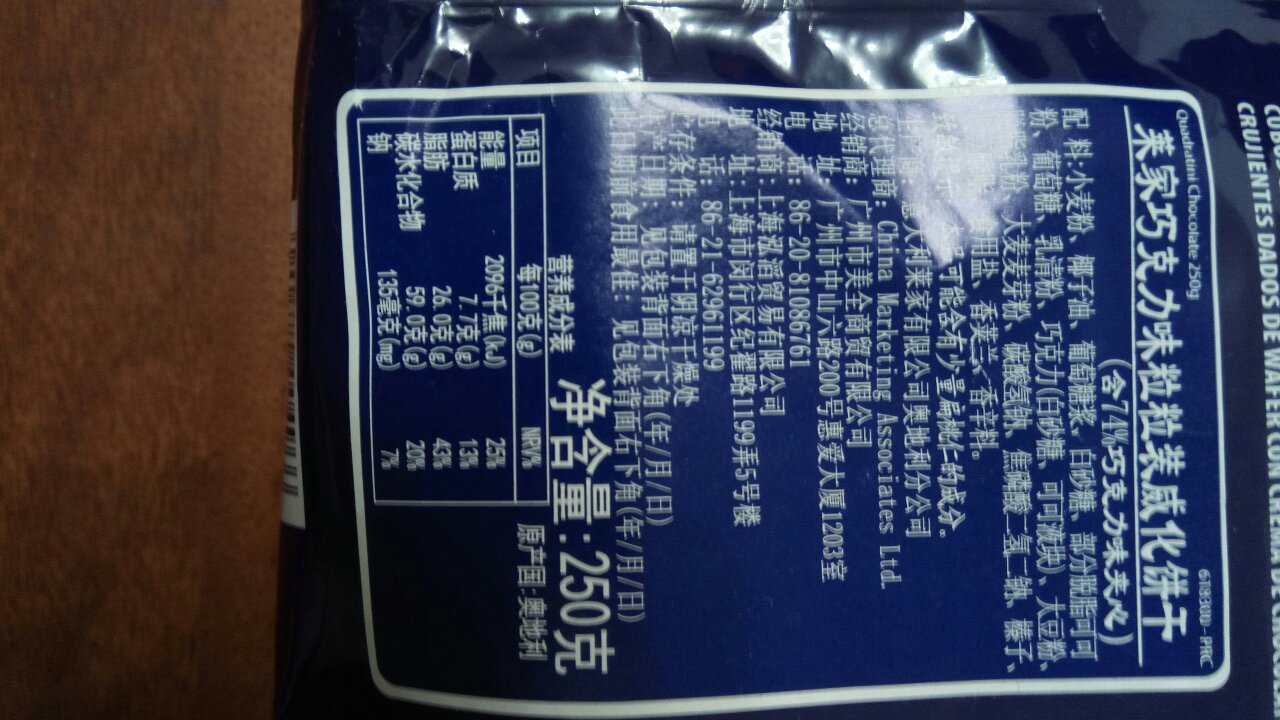 CRUJIENTES DADOS DE WAFER CON CREMA DE
Quadratini Chocolate 250g
618300-PRC
莱家巧克力味粒粒装威化饼干
(含74%巧克力味夹心)
配料:小麦粉、椰子油、葡萄糖浆、白砂糖、部分脱脂可可
粉、葡萄糖、乳清粉、巧克力(白砂糖、可可液块)、大豆粉、
粉、大麦麦芽粉、碳酸氢钠、焦磷酸二氢二钠、榛子、
用盐、香荚兰、香辛料。
可能含有少量扁桃仁的成分。
意大利莱家有限公司奥地利分公司
总代理商: China Marketing Associates Ltd.
经销商: 广州市美全商贸有限公司
地 址: 广州市中山六路200号惠爱大厦1203室
电 话: 86-20-81086761
经销商:上海泓滔贸易有限公司
地 址:上海市闵行区纪翟路1199弄5号楼
电 话: 86-21-62961199
贮存条件: 请置于阴凉干燥处
生产日期: 见包装背面右下角(年/月/日)
此日期前食用最佳: 见包装背面右下角(年/月/日)
净含量:250克
原产国:奥地利
营养成分表
项目 每100克(g) NRV%
能量 2096千焦(kJ) 25%
蛋白质 7.7克(g) 13%
脂肪 26.0克(g) 43%
碳水化合物 59.0克(g) 20%
钠 135毫克(mg) 7%